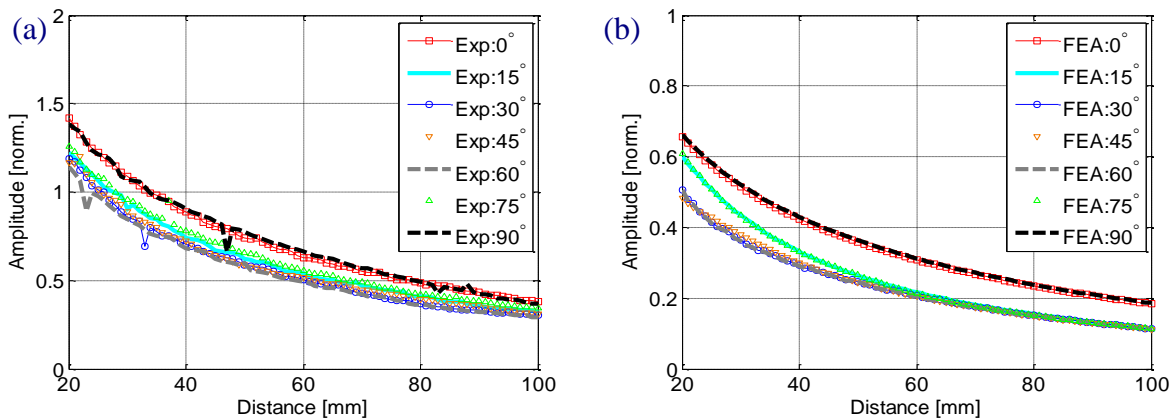 (a)
2
1.5
1
0.5
0
20
40
60
80
100
Amplitude [norm.]
Distance [mm]
Exp:0°
Exp:15°
Exp:30°
Exp:45°
Exp:60°
Exp:75°
Exp:90°
(b)
1
0.8
0.6
0.4
0.2
0
20
40
60
80
100
Amplitude [norm.]
Distance [mm]
FEA:0°
FEA:15°
FEA:30°
FEA:45°
FEA:60°
FEA:75°
FEA:90°